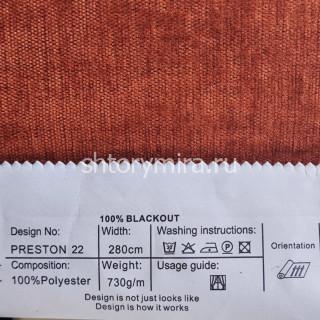 shtorymira.ru
100% BLACKOUT
Design No: Width: Washing instructions:
PRESTON 22 280cm Orientation
Composition: Weight: Usage guide:
100%Polyester 730g/m
Design is not just looks like
Design is how it works